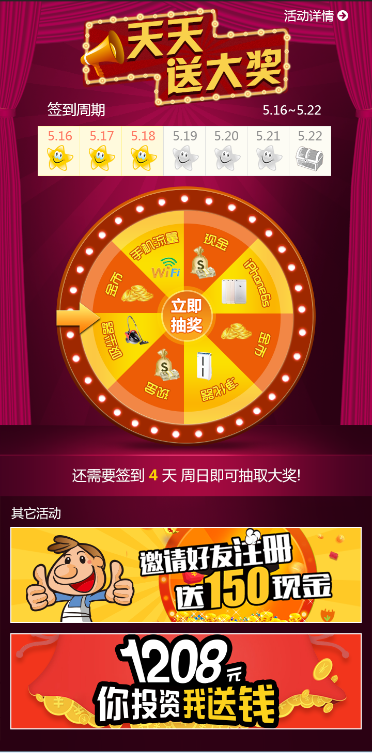 活动详情
天天
送大奖
签到周期 5.16~5.22
5.16 5.17 5.18 5.19 5.20 5.21 5.22
手机流量
WiFi
现金
iPhone6s
金币
净化器
现金
吸尘器
金币
立即
抽奖
还需要签到 4 天 周日即可抽取大奖!
其它活动
邀请好友注册
送150现金
1208元
你投资我送钱